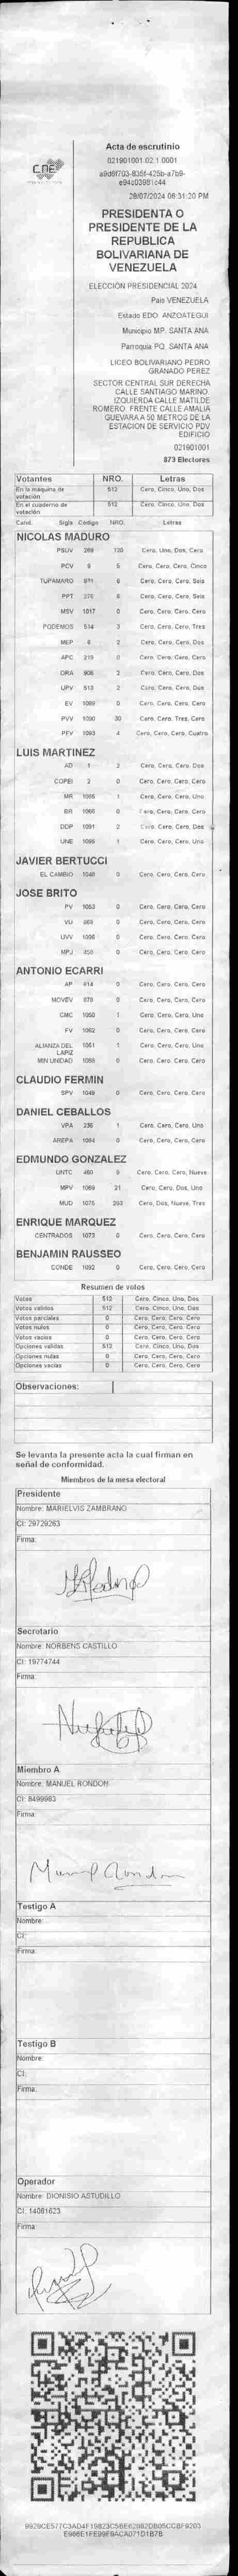 CNE
Acta de escrutinio
021901001.02.1.0001
28/07/2024 06:31:20 PM
PRESIDENTA O
PRESIDENTE DE LA
REPUBLICA
BOLIVARIANA DE
VENEZUELA
ELECCIÓN PRESIDENCIAL 2024
País VENEZUELA
Estado EDO. ANZOATEGUI
Municipio MP. SANTA ANA
Parroquia PQ. SANTA ANA
LICEO BOLIVARIANO PEDRO
GRANADO PEREZ
SECTOR CENTRAL SUR DERECHA
CALLE SANTIAGO MARINO.
IZQUIERDA CALLE MATILDE
ROMERO. FRENTE CALLE AMALIA
GUEVARA A 50 METROS DE LA
ESTACION DE SERVICIO PDV
EDIFICIO
021901001
873 Electores
Votantes NRO. Letras
En la máquina de votación 512 Cero, Cinco, Uno, Dos
En el cuaderno de votación 512 Cero, Cinco, Uno, Dos
Cand. Sigla Código NRO. Letras
NICOLAS MADURO
PSUV 269 120 Cero, Uno, Dos, Cero
PCV 9 5 Cero, Cero, Cero, Cinco
TUPAMARO 971 6 Cero, Cero, Cero, Seis
PPT 276 6 Cero, Cero, Cero, Seis
MSV 1017 0 Cero, Cero, Cero, Cero
PODEMOS 514 3 Cero, Cero, Cero, Tres
MEP 6 2 Cero, Cero, Cero, Dos
APC 219 0 Cero, Cero, Cero, Cero
ORA 906 2 Cero, Cero, Cero, Dos
UPV 513 2 Cero, Cero, Cero, Dos
EV 1089 0 Cero, Cero, Cero, Cero
PVV 1090 30 Cero, Cero, Tres, Cero
PFV 1093 4 Cero, Cero, Cero, Cuatro
LUIS MARTINEZ
AD 1 2 Cero, Cero, Cero, Dos
COPEI 2 0 Cero, Cero, Cero, Cero
MR 1065 1 Cero, Cero, Cero, Uno
BR 1066 0 Cero, Cero, Cero, Cero
DDP 1091 2 Cero, Cero, Cero, Dos
UNE 1095 1 Cero, Cero, Cero, Uno
JAVIER BERTUCCI
EL CAMBIO 1048 0 Cero, Cero, Cero, Cero
JOSE BRITO
PV 1053 0 Cero, Cero, Cero, Cero
VU 868 0 Cero, Cero, Cero, Cero
UVV 1006 0 Cero, Cero, Cero, Cero
MPJ 450 0 Cero, Cero, Cero, Cero
ANTONIO ECARRI
AP 614 0 Cero, Cero, Cero, Cero
MOVEV 879 0 Cero, Cero, Cero, Cero
CMC 1050 1 Cero, Cero, Cero, Uno
FV 1062 0 Cero, Cero, Cero, Cero
ALIANZA DEL LAPIZ 1051 1 Cero, Cero, Cero, Uno
MIN UNIDAD 1088 0 Cero, Cero, Cero, Cero
CLAUDIO FERMIN
SPV 1049 0 Cero, Cero, Cero, Cero
DANIEL CEBALLOS
VPA 236 1 Cero, Cero, Cero, Uno
AREPA 1084 0 Cero, Cero, Cero, Cero
EDMUNDO GONZALEZ
UNTC 460 9 Cero, Cero, Cero, Nueve
MPV 1069 21 Cero, Cero, Dos, Uno
MUD 1075 293 Cero, Dos, Nueve, Tres
ENRIQUE MARQUEZ
CENTRADOS 1073 0 Cero, Cero, Cero, Cero
BENJAMIN RAUSSEO
CONDE 1092 0 Cero, Cero, Cero, Cero
Resumen de votos
Votos 512 Cero, Cinco, Uno, Dos
Votos validos 512 Cero, Cinco, Uno, Dos
Votos parciales 0 Cero, Cero, Cero, Cero
Votos nulos 0 Cero, Cero, Cero, Cero
Votos vacios 0 Cero, Cero, Cero, Cero
Opciones validas 512 Cero, Cinco, Uno, Dos
Opciones nulas 0 Cero, Cero, Cero, Cero
Opciones vacias 0 Cero, Cero, Cero, Cero
Observaciones:
Se levanta la presente acta la cual firman en
señal de conformidad.
Miembros de la mesa electoral
Presidente
Nombre: MARIELVIS ZAMBRANO
CI: 29729263
Firma:
Secretario
Nombre: NORBENS CASTILLO
CI: 19774744
Firma:
Miembro A
Nombre: MANUEL RONDON
CI: 8499983
Firma:
Manuel Rondon
Testigo A
Nombre:
CI:
Firma:
Testigo B
Nombre:
CI:
Firma:
Operador
Nombre: DIONISIO ASTUDILLO
CI: 14081623
Firma: